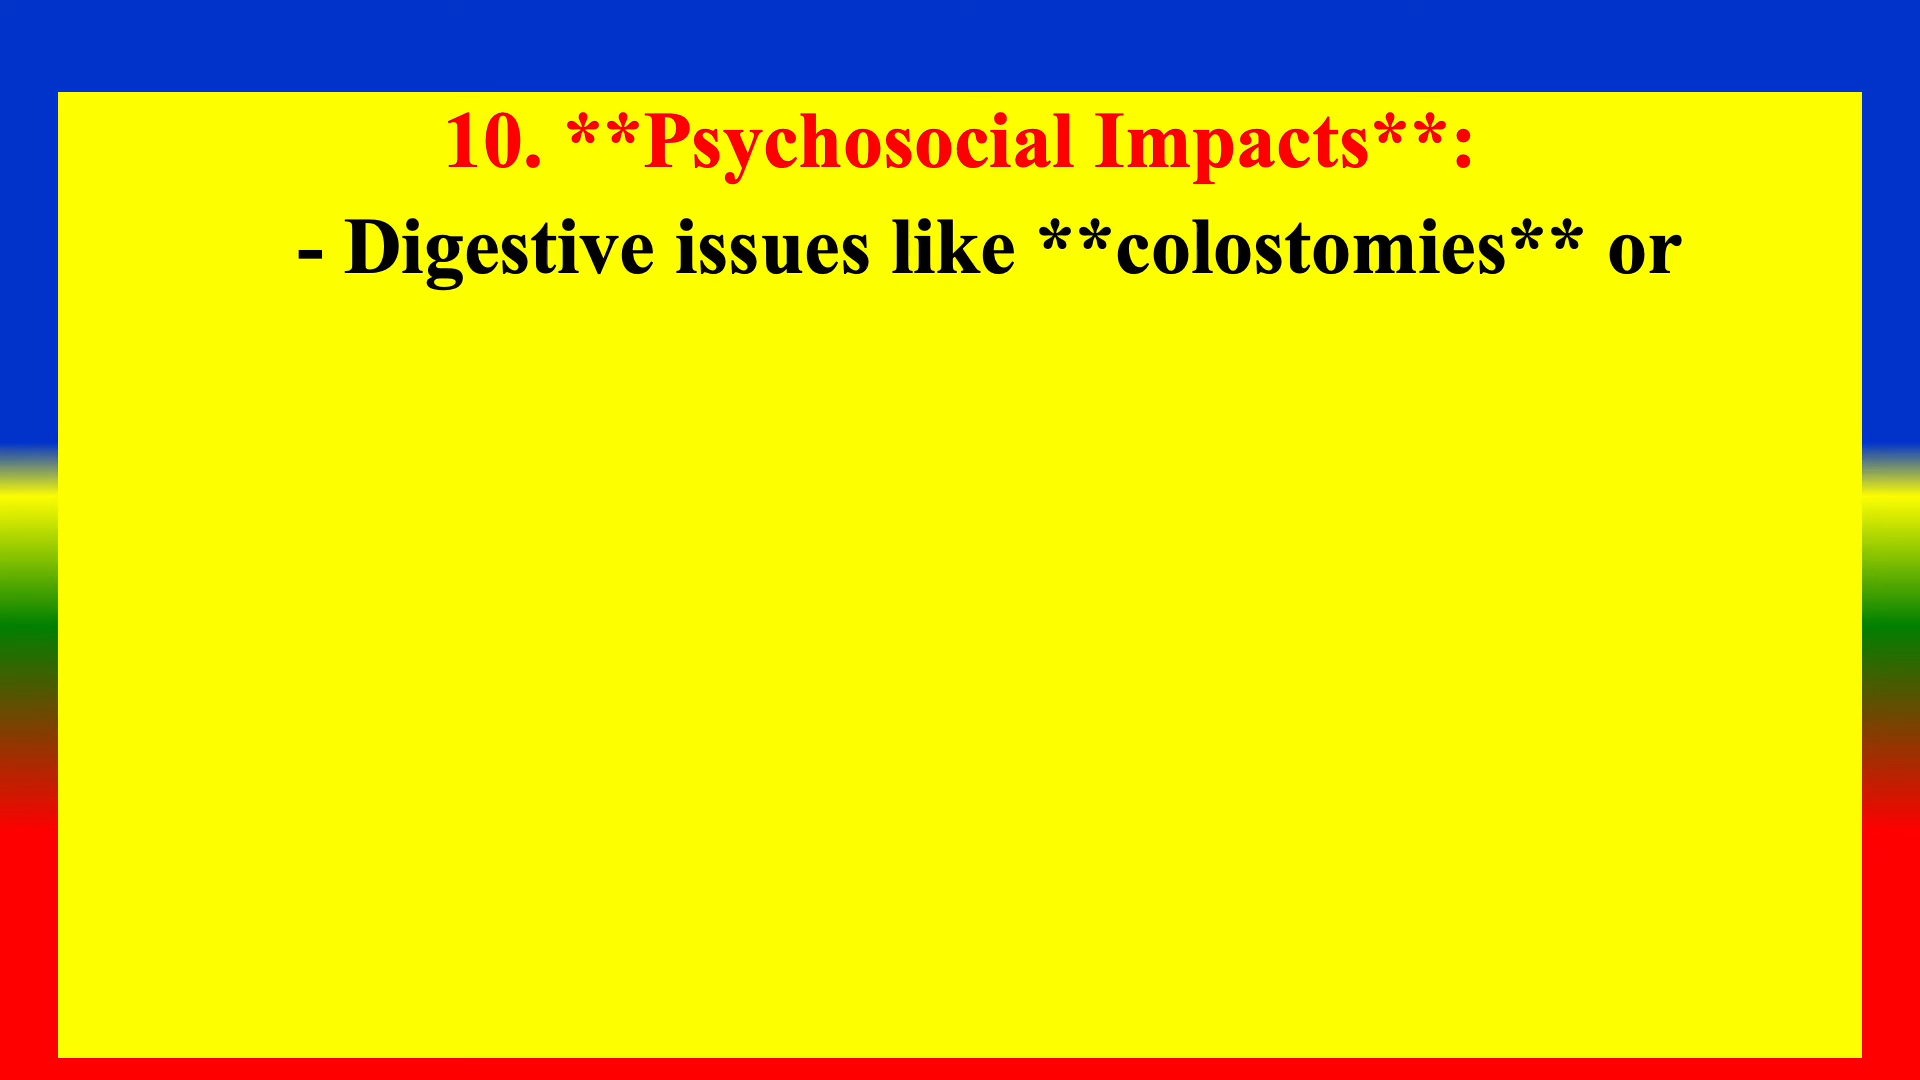 10. **Psychosocial Impacts**:
- Digestive issues like **colostomies** or